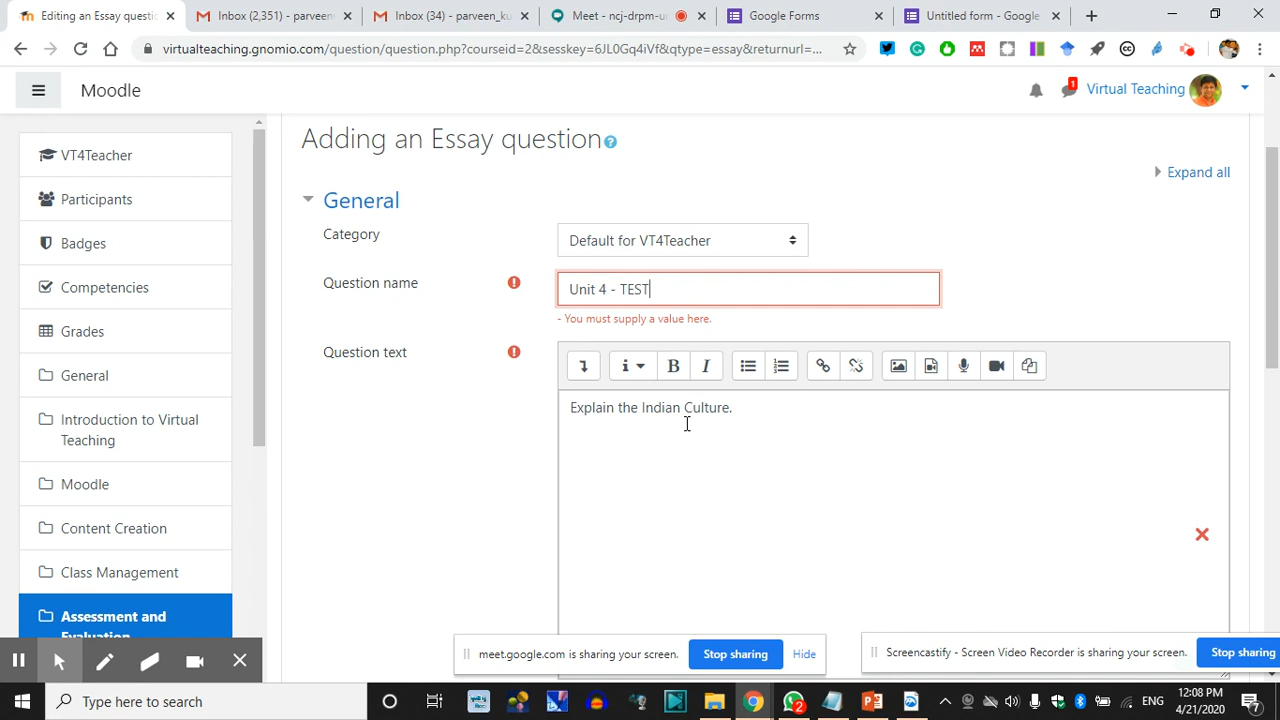 Editing an Essay questio
Inbox (2,351) - parveen
Inbox (34) - parveen_ku
Meet - ncj-drpm-u
Google Forms
Untitled form - Google
virtualteaching.gnomio.com/question/question.php?courseid=2&sesskey=6JL0Gq4iVf&qtype=essay&returnurl=...
Moodle
1
Virtual Teaching
VT4Teacher
Participants
Badges
Competencies
Grades
General
Introduction to Virtual
Teaching
Moodle
Content Creation
Class Management
Assessment and
Evaluation
Adding an Essay question
Expand all
General
Category
Default for VT4Teacher
Question name
Unit 4 - TEST
- You must supply a value here.
Question text
Explain the Indian Culture.
meet.google.com is sharing your screen.
Stop sharing
Hide
Screencastify - Screen Video Recorder is sharing your screen.
Stop sharing
Type here to search
2
ENG
12:08 PM
4/21/2020
7